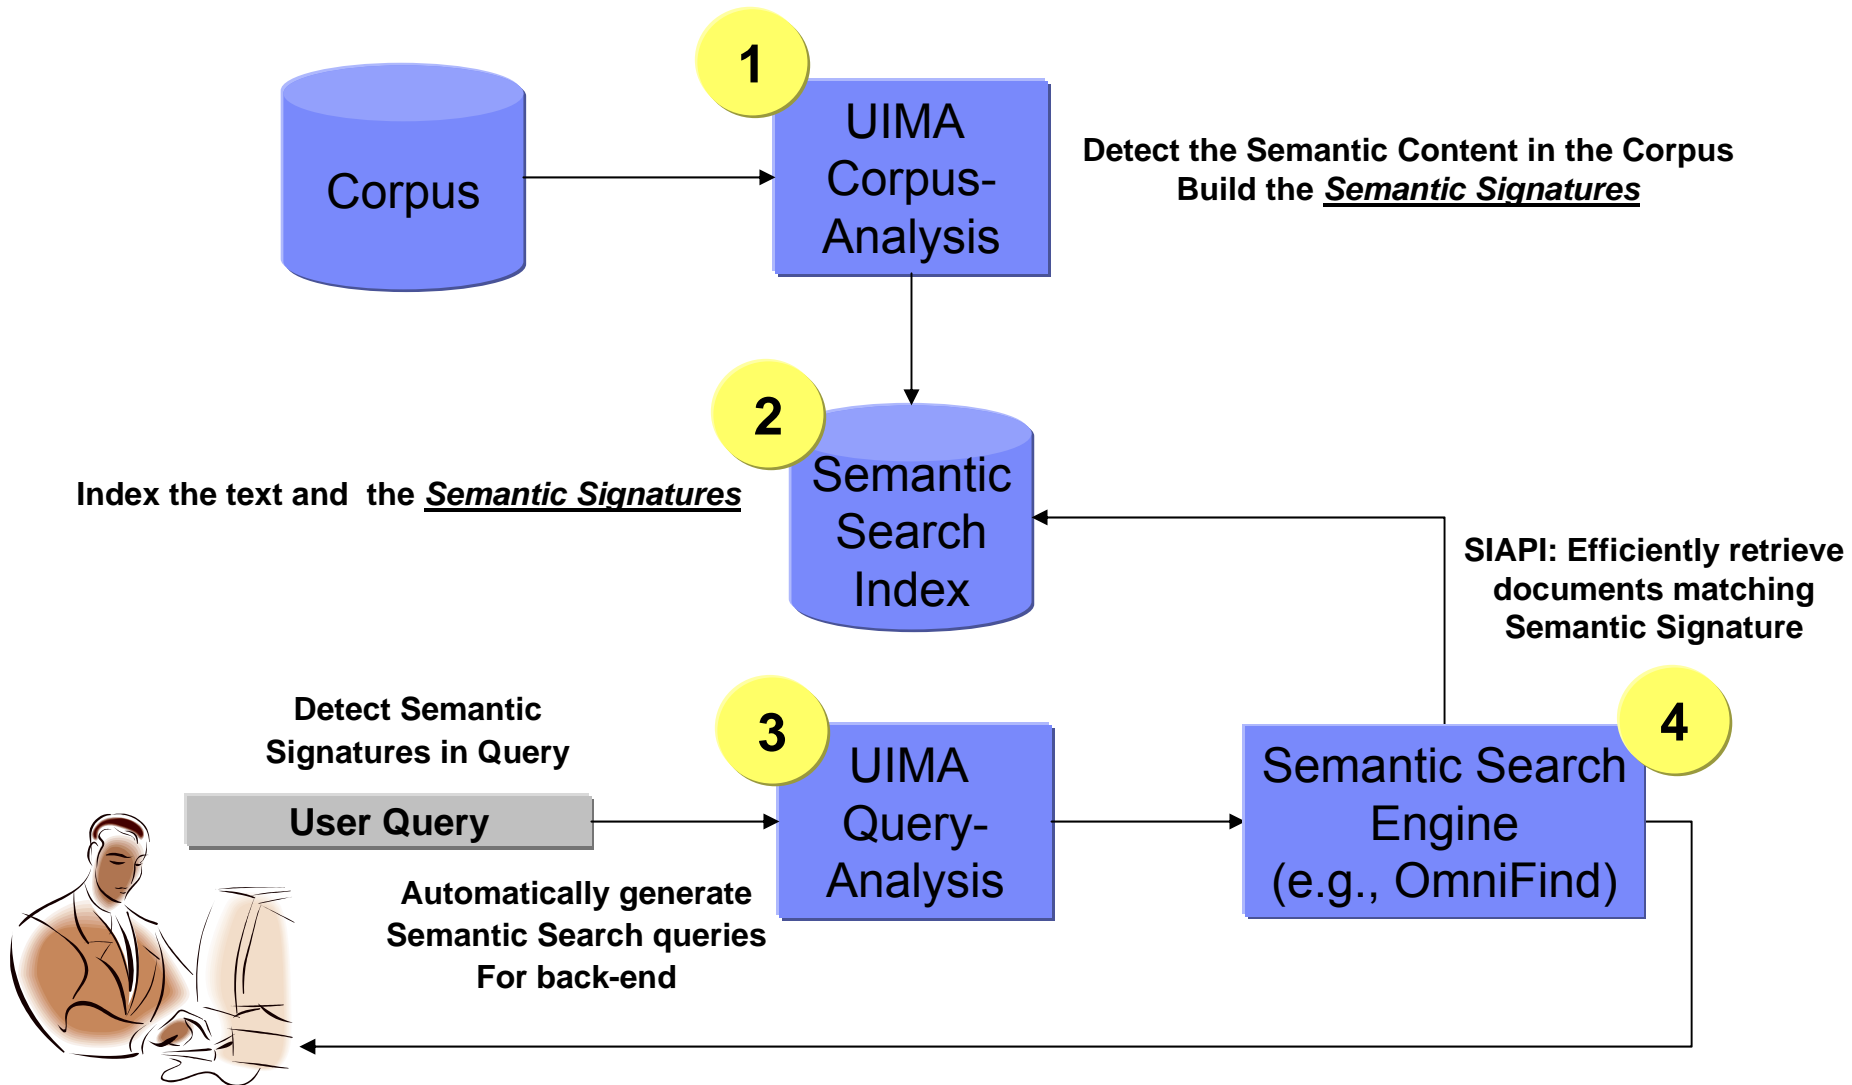 1
UIMA
Corpus-
Analysis
Corpus
Detect the Semantic Content in the Corpus
Build the Semantic Signatures
2
Semantic
Search
Index
Index the text and  the Semantic Signatures
SIAPI: Efficiently retrieve
documents matching
Semantic Signature
Detect Semantic
Signatures in Query
User Query
Automatically generate
Semantic Search queries
For back-end
3
UIMA
Query-
Analysis
4
Semantic Search
Engine
(e.g., OmniFind)